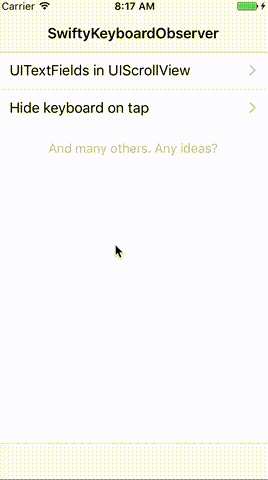 Carrier 8:17 AM
SwiftyKeyboardObserver
UITextFields in UIScrollView
Hide keyboard on tap
And many others. Any ideas?